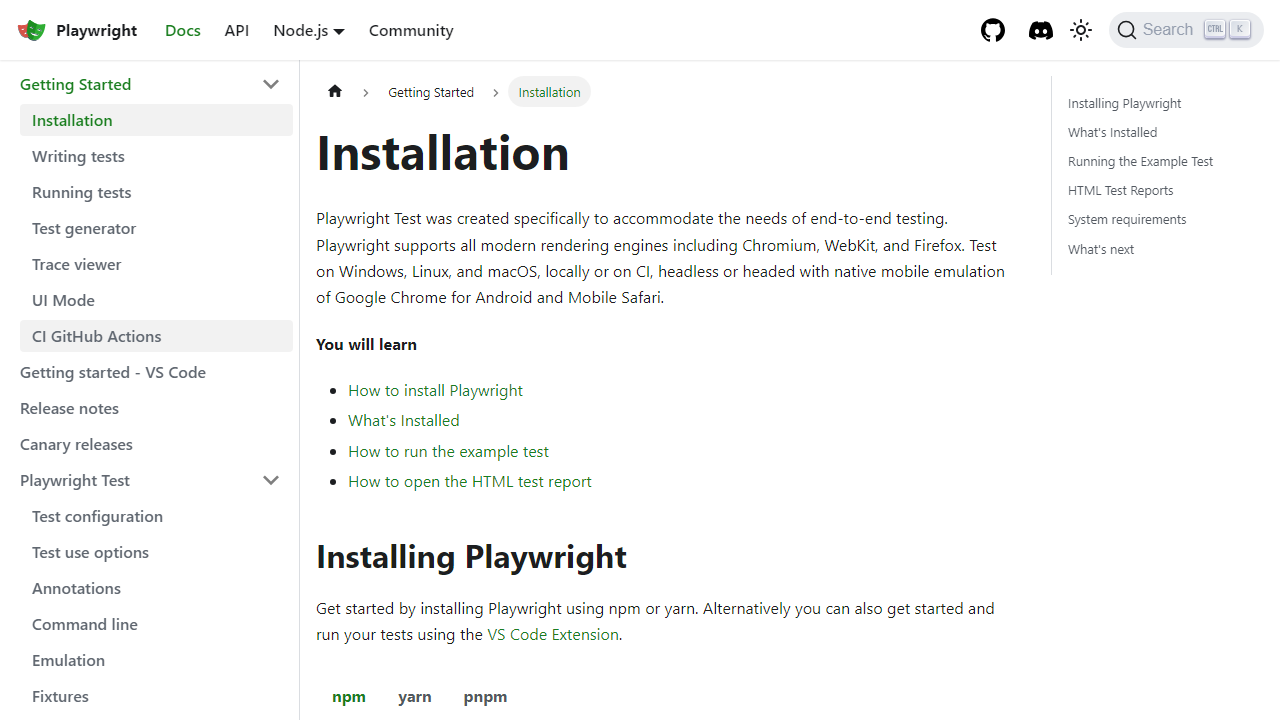 Playwright
Docs
API
Node.js
Community
Search
CTRL
K
Getting Started
Installation
Writing tests
Running tests
Test generator
Trace viewer
UI Mode
CI GitHub Actions
Getting started - VS Code
Release notes
Canary releases
Playwright Test
Test configuration
Test use options
Annotations
Command line
Emulation
Fixtures
Getting Started
Installation
Installation
Playwright Test was created specifically to accommodate the needs of end-to-end testing.
Playwright supports all modern rendering engines including Chromium, WebKit, and Firefox. Test
on Windows, Linux, and macOS, locally or on CI, headless or headed with native mobile emulation
of Google Chrome for Android and Mobile Safari.
You will learn
How to install Playwright
What's Installed
How to run the example test
How to open the HTML test report
Installing Playwright
Get started by installing Playwright using npm or yarn. Alternatively you can also get started and
run your tests using the VS Code Extension.
npm
yarn
pnpm
Installing Playwright
What's Installed
Running the Example Test
HTML Test Reports
System requirements
What's next